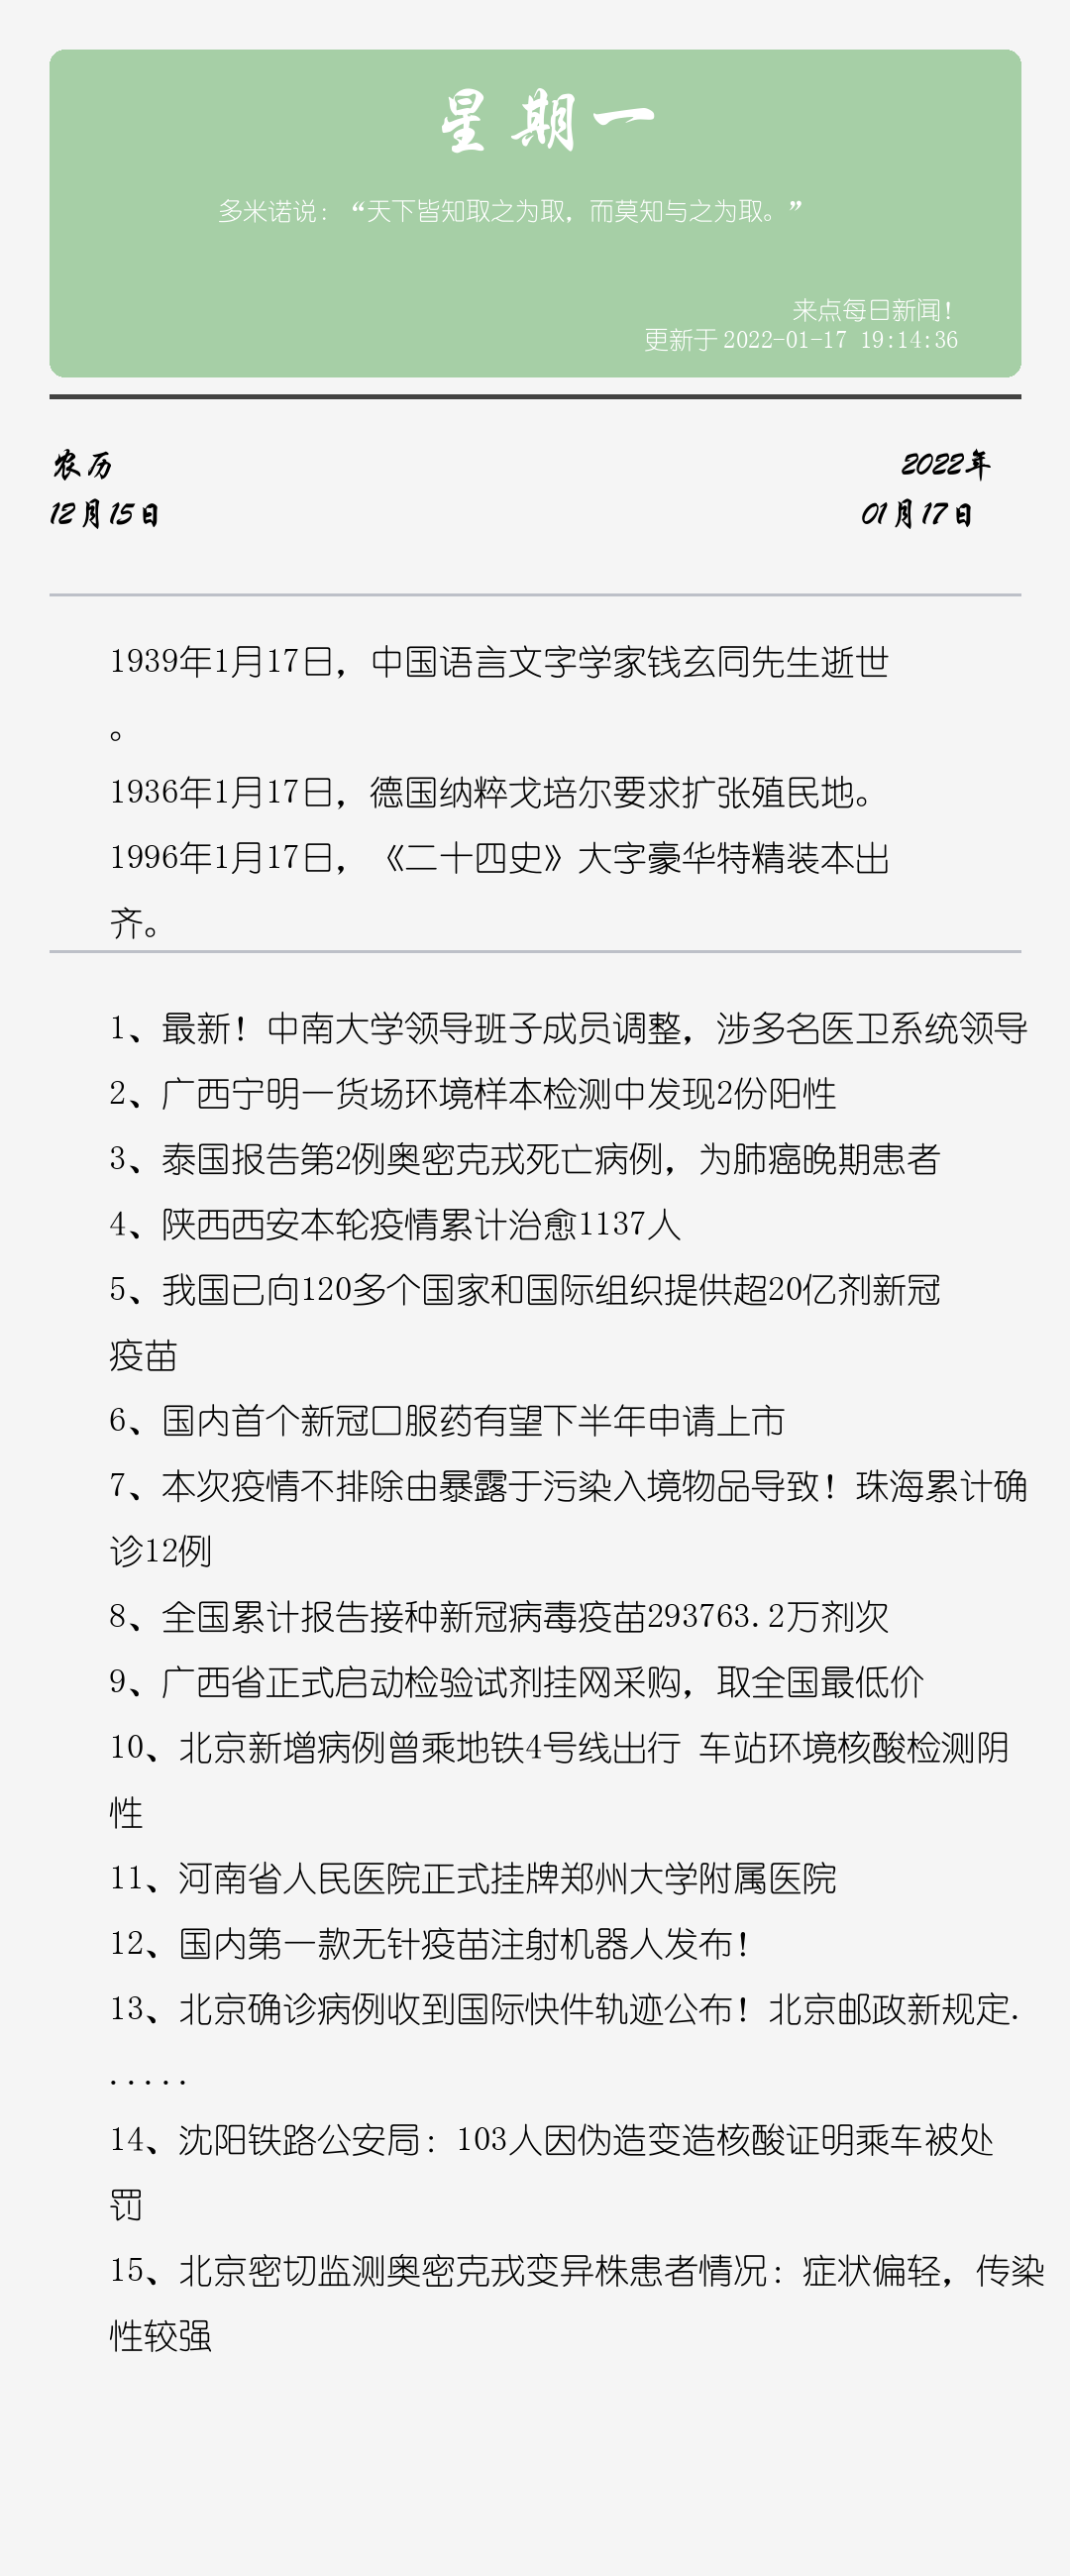 星期一
多米诺说：“天下皆知取之为取，而莫知与之为取。”
来点每日新闻！
更新于 2022-01-17 19:14:36
农历
2022年
12月15日
01月17日
1939年1月17日，中国语言文字学家钱玄同先生逝世
。
1936年1月17日，德国纳粹戈培尔要求扩张殖民地。
1996年1月17日，《二十四史》大字豪华特精装本出
齐。
1、最新！中南大学领导班子成员调整，涉多名医卫系统领导
2、广西宁明一货场环境样本检测中发现2份阳性
3、泰国报告第2例奥密克戎死亡病例，为肺癌晚期患者
4、陕西西安本轮疫情累计治愈1137人
5、我国已向120多个国家和国际组织提供超20亿剂新冠
疫苗
6、国内首个新冠口服药有望下半年申请上市
7、本次疫情不排除由暴露于污染入境物品导致！珠海累计确
诊12例
8、全国累计报告接种新冠病毒疫苗293763.2万剂次
9、广西省正式启动检验试剂挂网采购，取全国最低价
10、北京新增病例曾乘地铁4号线出行 车站环境核酸检测阴
性
11、河南省人民医院正式挂牌郑州大学附属医院
12、国内第一款无针疫苗注射机器人发布！
13、北京确诊病例收到国际快件轨迹公布！北京邮政新规定.
.....
14、沈阳铁路公安局：103人因伪造变造核酸证明乘车被处
罚
15、北京密切监测奥密克戎变异株患者情况：症状偏轻，传染
性较强